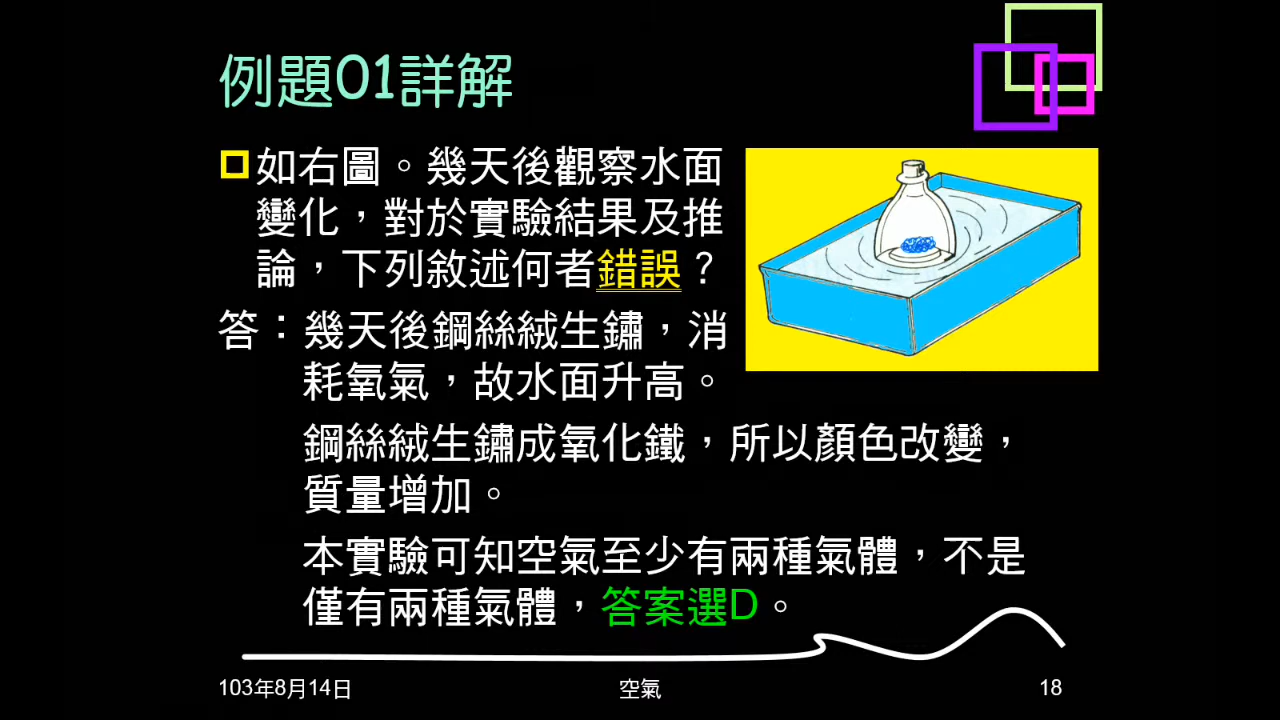 例題01詳解
如右圖。幾天後觀察水面
變化，對於實驗結果及推
論，下列敘述何者錯誤？
答：幾天後鋼絲絨生鏽，消
耗氧氣，故水面升高。
鋼絲絨生鏽成氧化鐵，所以顏色改變，
質量增加。
本實驗可知空氣至少有兩種氣體，不是
僅有兩種氣體，答案選D。
103年8月14日
空氣
18